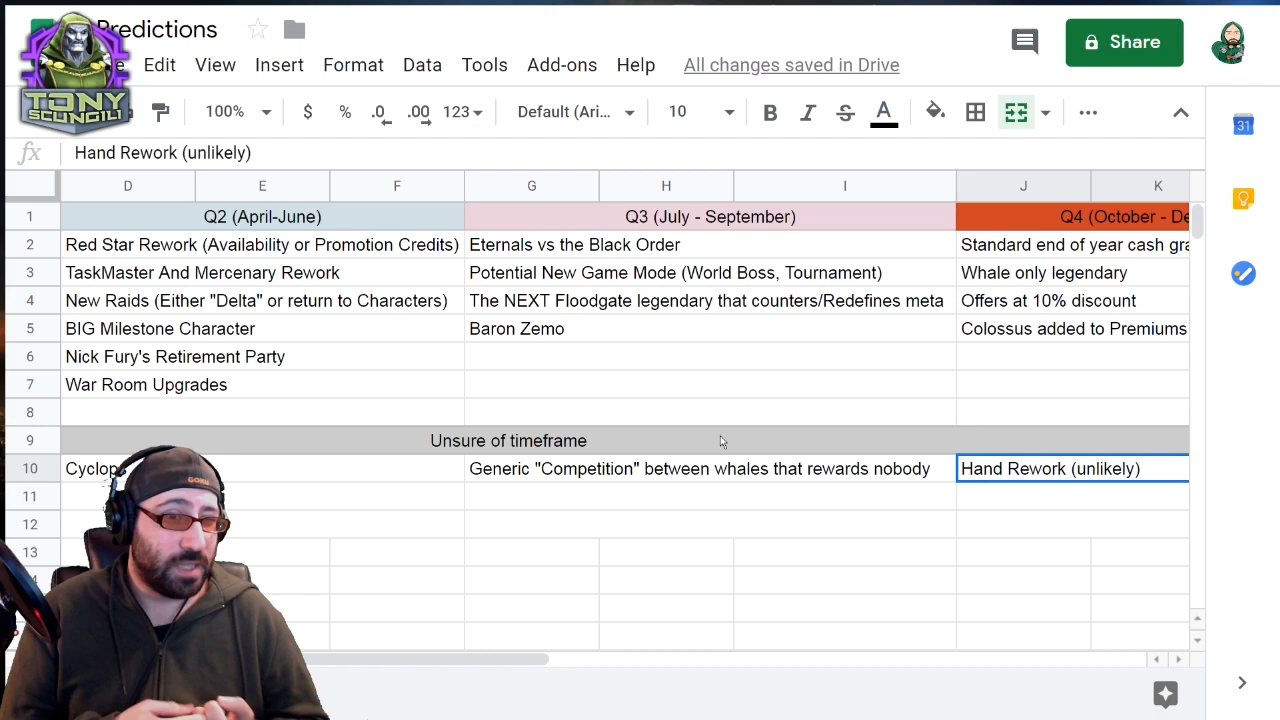 Predictions
Edit View Insert Format Data Tools Add-ons Help All changes saved in Drive
Share
TONY
SCUNGILI
100% $ % .0 .00 123 Default (Ari... 10 B I S A ...
31
fx Hand Rework (unlikely)
D E F G H I J K
1 Q2 (April-June) Q3 (July - September) Q4 (October - De
2 Red Star Rework (Availability or Promotion Credits) Eternals vs the Black Order Standard end of year cash gra
3 TaskMaster And Mercenary Rework Potential New Game Mode (World Boss, Tournament) Whale only legendary
4 New Raids (Either "Delta" or return to Characters) The NEXT Floodgate legendary that counters/Redefines meta Offers at 10% discount
5 BIG Milestone Character Baron Zemo Colossus added to Premiums
6 Nick Fury's Retirement Party
7 War Room Upgrades
8
9 Unsure of timeframe
10 Cyclops Generic "Competition" between whales that rewards nobody Hand Rework (unlikely)
11
12
13
GOKU